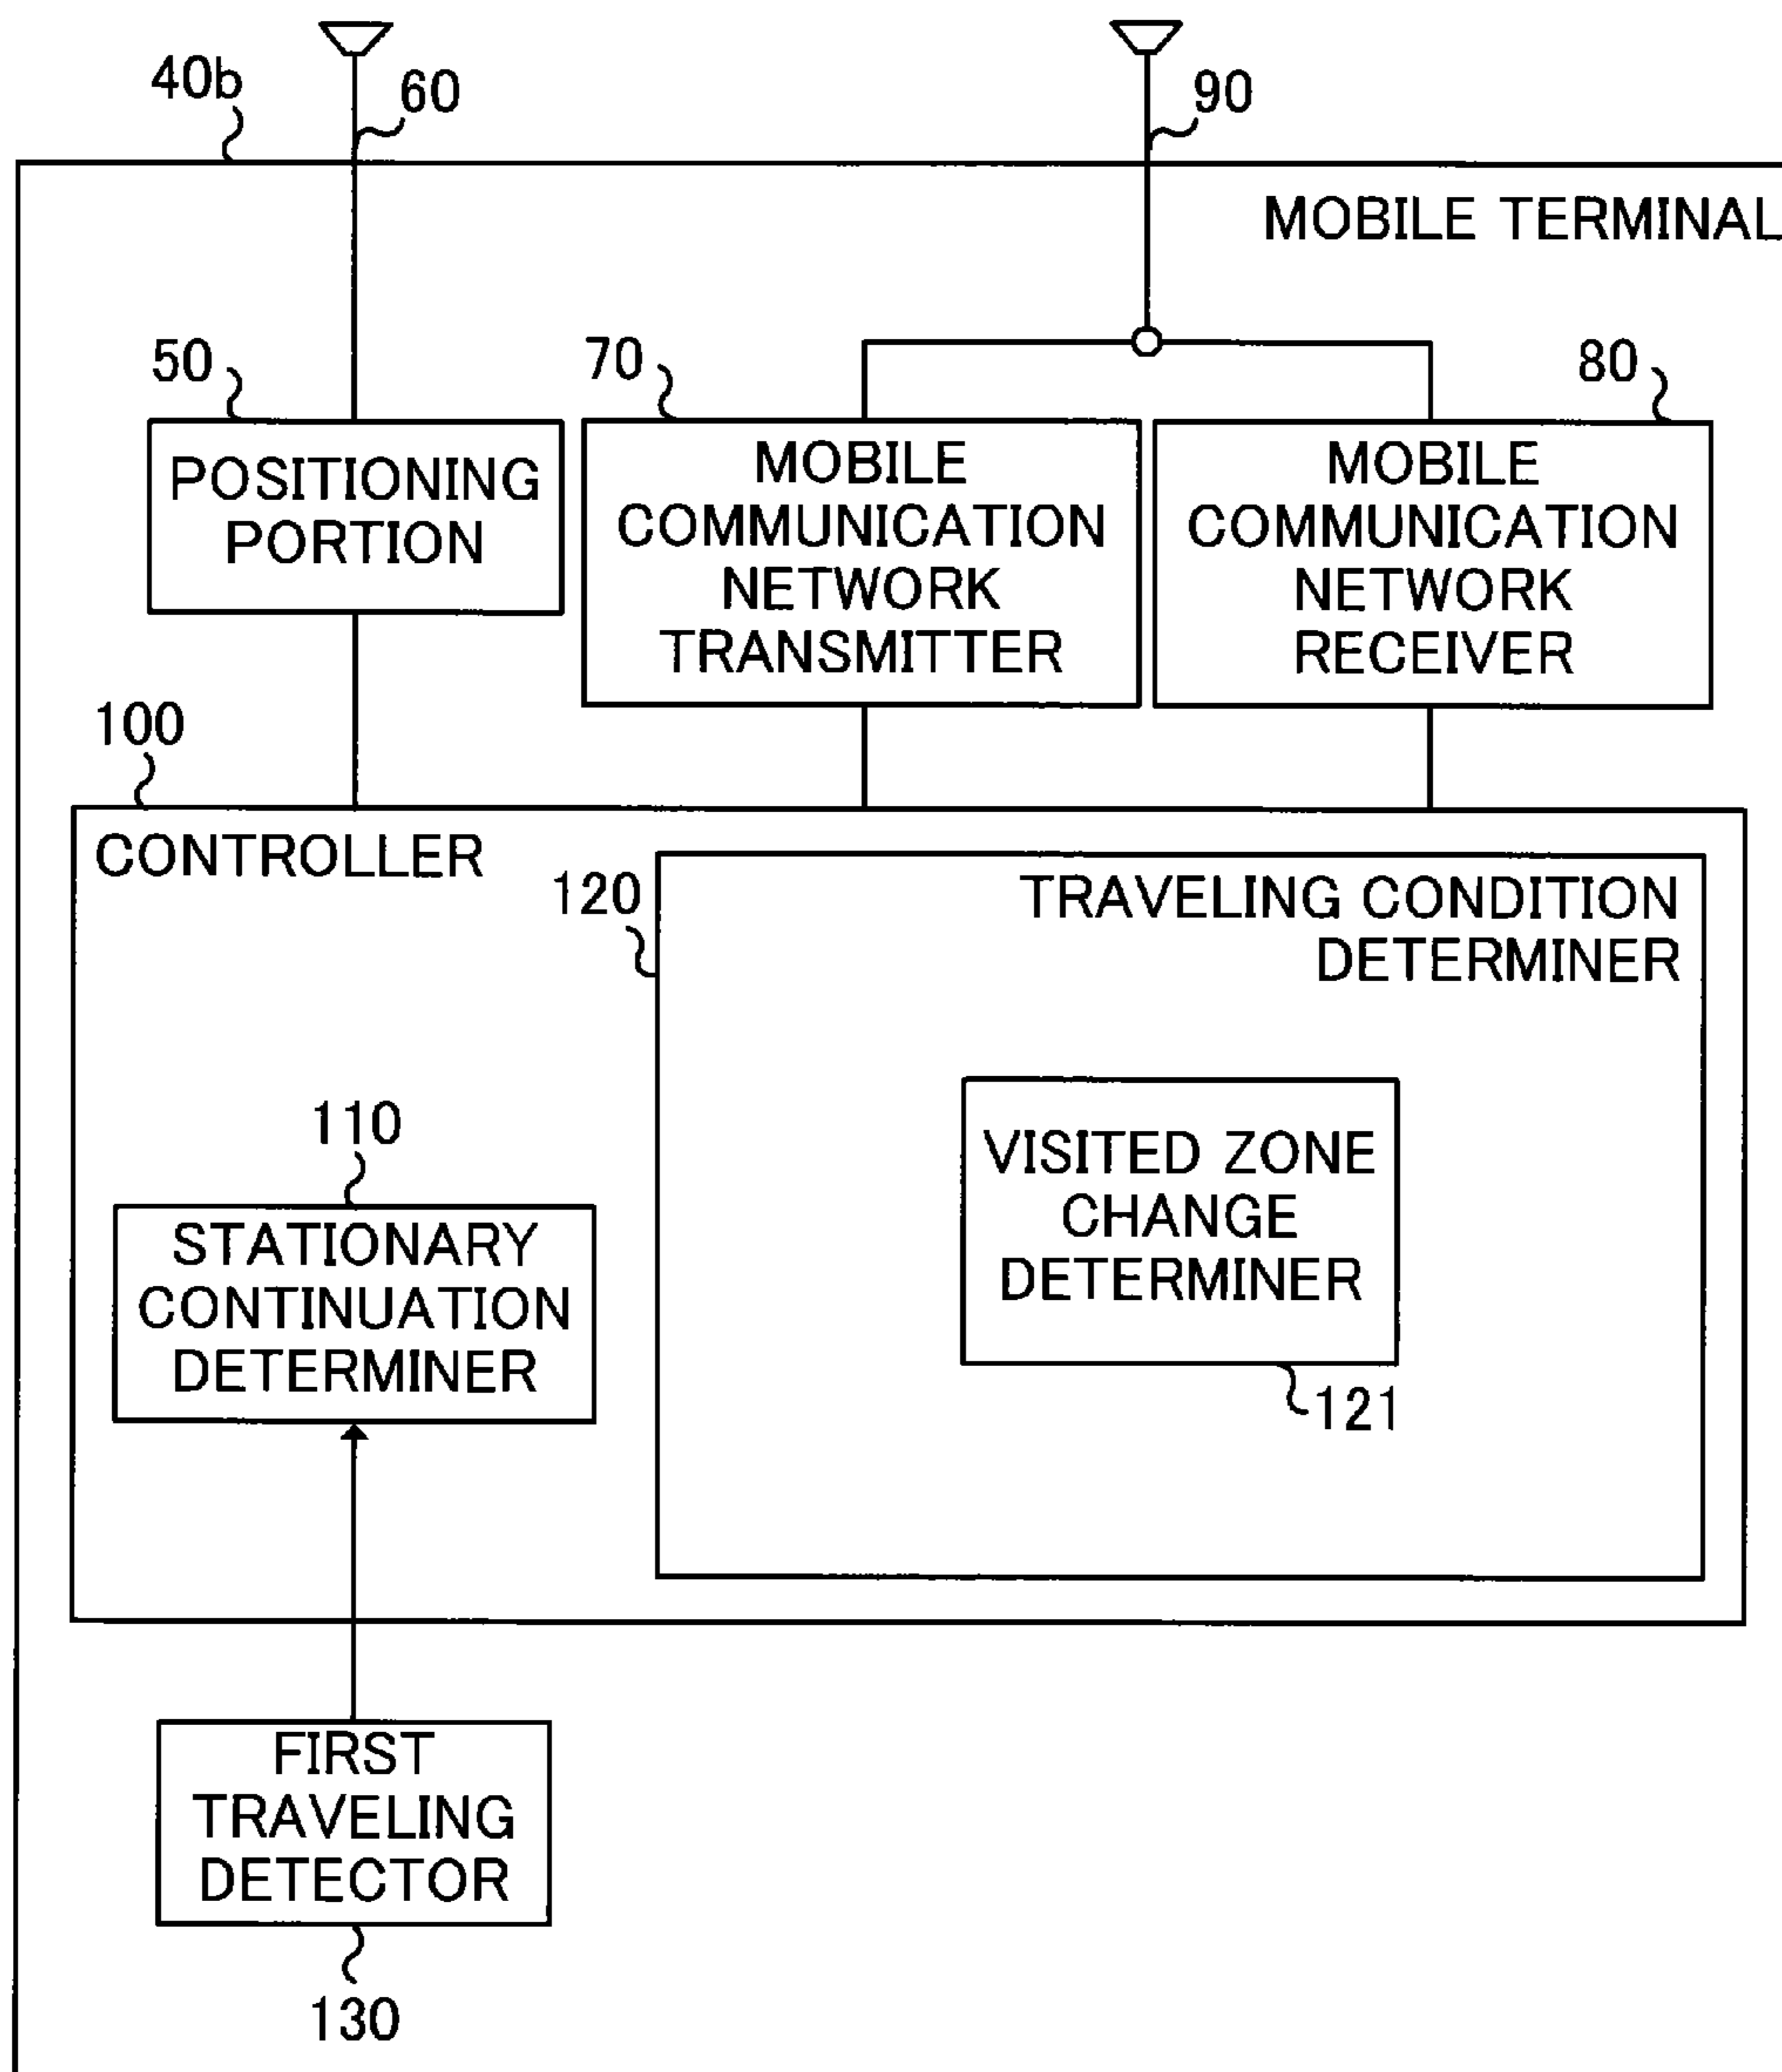 40b
60
90
MOBILE TERMINAL
50
70
80
POSITIONING
PORTION
MOBILE
COMMUNICATION
NETWORK
TRANSMITTER
MOBILE
COMMUNICATION
NETWORK
RECEIVER
100
CONTROLLER
120
TRAVELING CONDITION
DETERMINER
110
STATIONARY
CONTINUATION
DETERMINER
VISITED ZONE
CHANGE
DETERMINER
121
FIRST
TRAVELING
DETECTOR
130